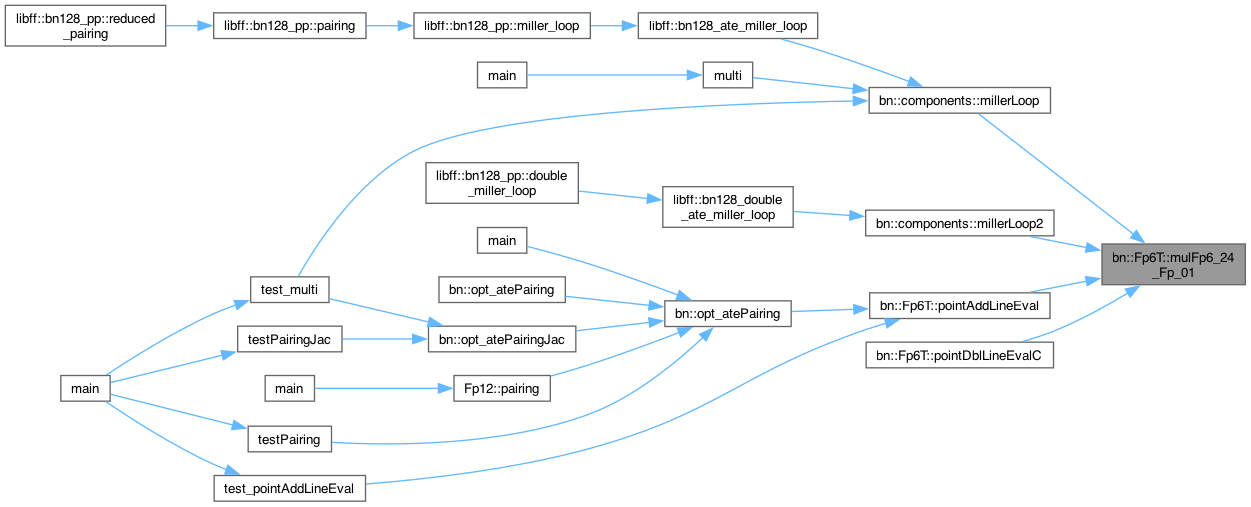 libff::bn128_pp::reduced
_pairing
libff::bn128_pp::pairing
libff::bn128_pp::miller_loop
libff::bn128_ate_miller_loop
main
multi
bn::components::millerLoop
libff::bn128_pp::double
_miller_loop
libff::bn128_double
_ate_miller_loop
bn::components::millerLoop2
main
bn::Fp6T::mulFp6_24
_Fp_01
test_multi
bn::opt_atePairing
bn::opt_atePairing
bn::Fp6T::pointAddLineEval
testPairingJac
bn::opt_atePairingJac
bn::Fp6T::pointDblLineEvalC
main
main
Fp12::pairing
testPairing
test_pointAddLineEval